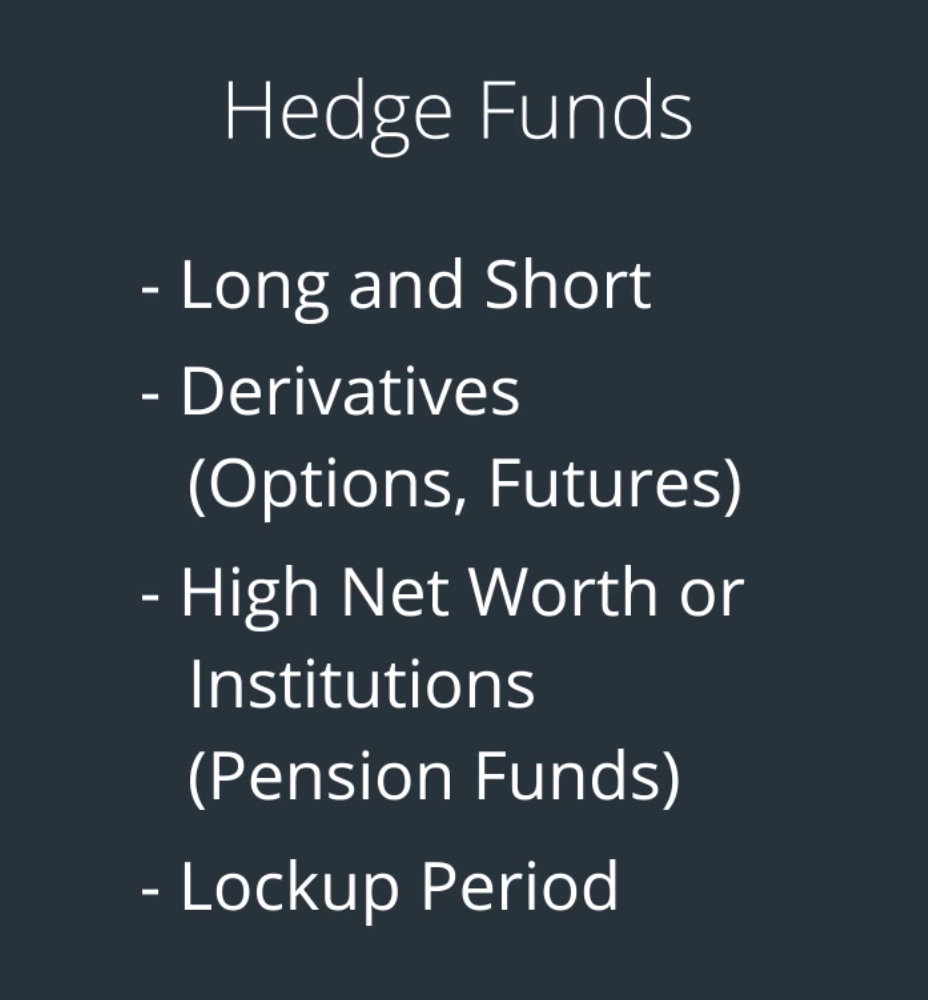 Hedge Funds
- Long and Short
- Derivatives
(Options, Futures)
- High Net Worth or
Institutions
(Pension Funds)
- Lockup Period